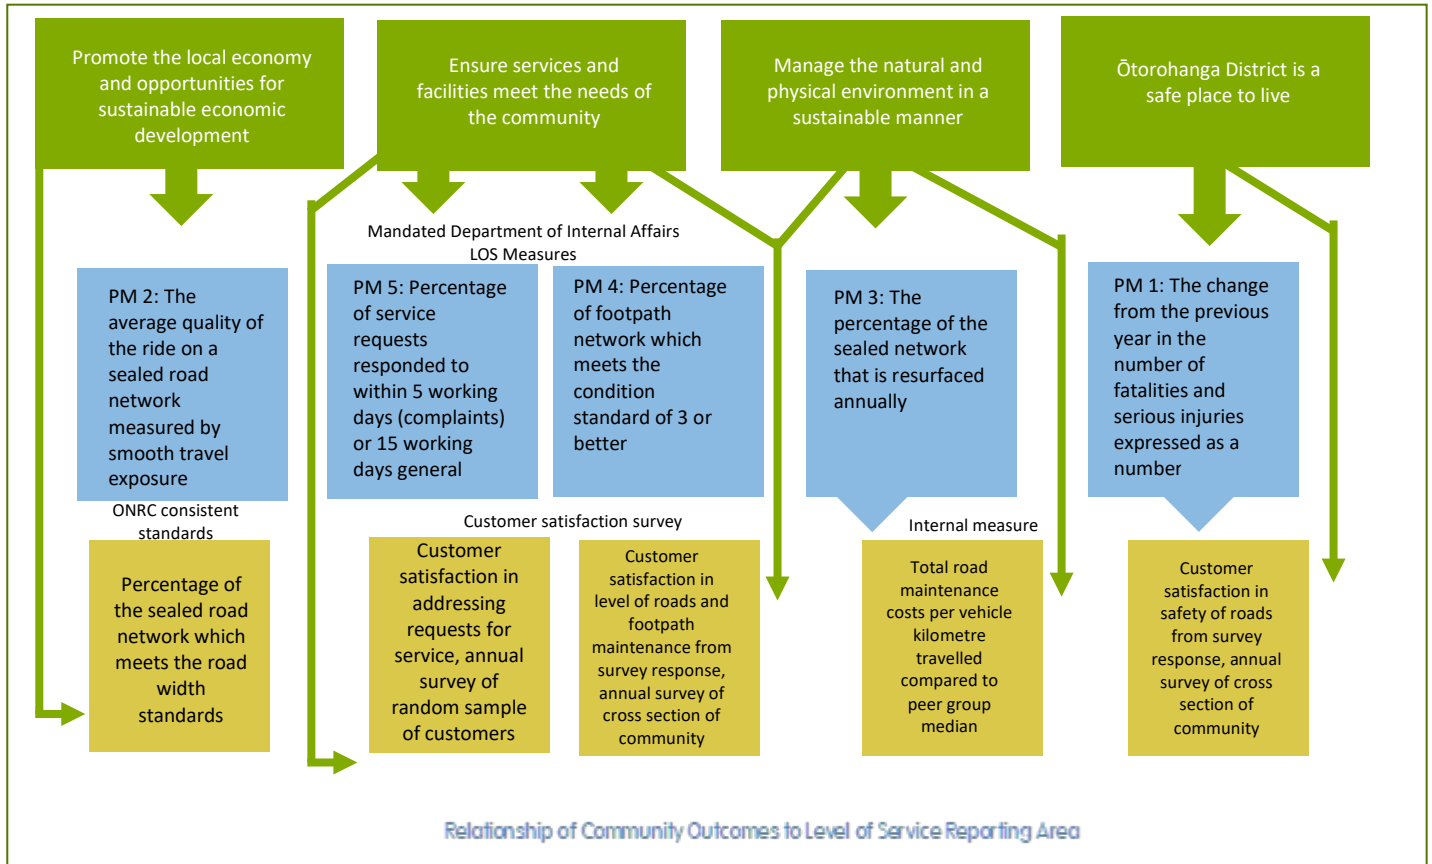 Promote the local economy
and opportunities for
sustainable economic
development
Ensure services and
facilities meet the needs of
the community
Manage the natural and
physical environment in a
sustainable manner
Ōtorohanga District is a
safe place to live
Mandated Department of Internal Affairs
LOS Measures
PM 2: The
average quality of
the ride on a
sealed road
network
measured by
smooth travel
exposure
PM 5: Percentage
of service
requests
responded to
within 5 working
days (complaints)
or 15 working
days general
PM 4: Percentage
of footpath
network which
meets the
condition
standard of 3 or
better
PM 3: The
percentage of the
sealed network
that is resurfaced
annually
PM 1: The change
from the previous
year in the
number of
fatalities and
serious injuries
expressed as a
number
ONRC consistent
standards
Customer satisfaction survey
Internal measure
Percentage of
the sealed road
network which
meets the road
width
standards
Customer
satisfaction in
addressing
requests for
service, annual
survey of
random sample
of customers
Customer
satisfaction in
level of roads and
footpath
maintenance from
survey response,
annual survey of
cross section of
community
Total road
maintenance
costs per vehicle
kilometre
travelled
compared to
peer group
median
Customer
satisfaction in
safety of roads
from survey
response, annual
survey of cross
section of
community
Relationship of Community Outcomes to Level of Service Reporting Area